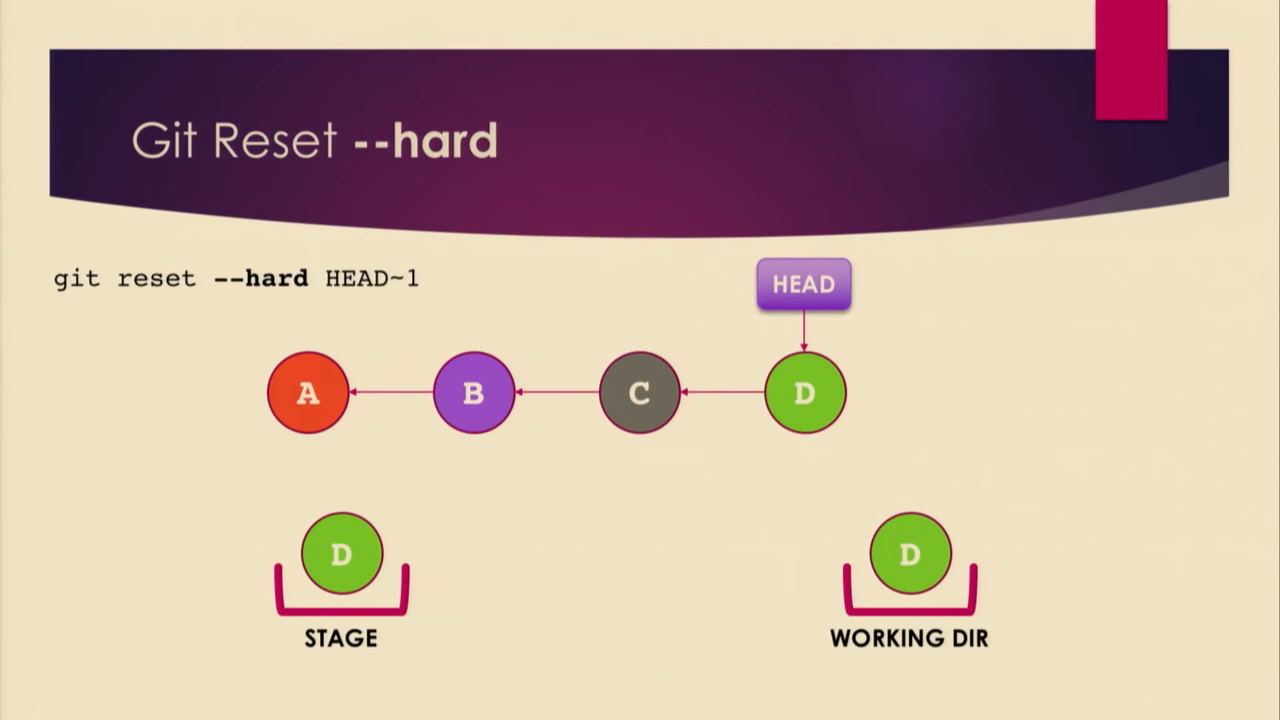 Git Reset --hard
git reset --hard HEAD~1
HEAD
A B C D
D D
STAGE WORKING DIR